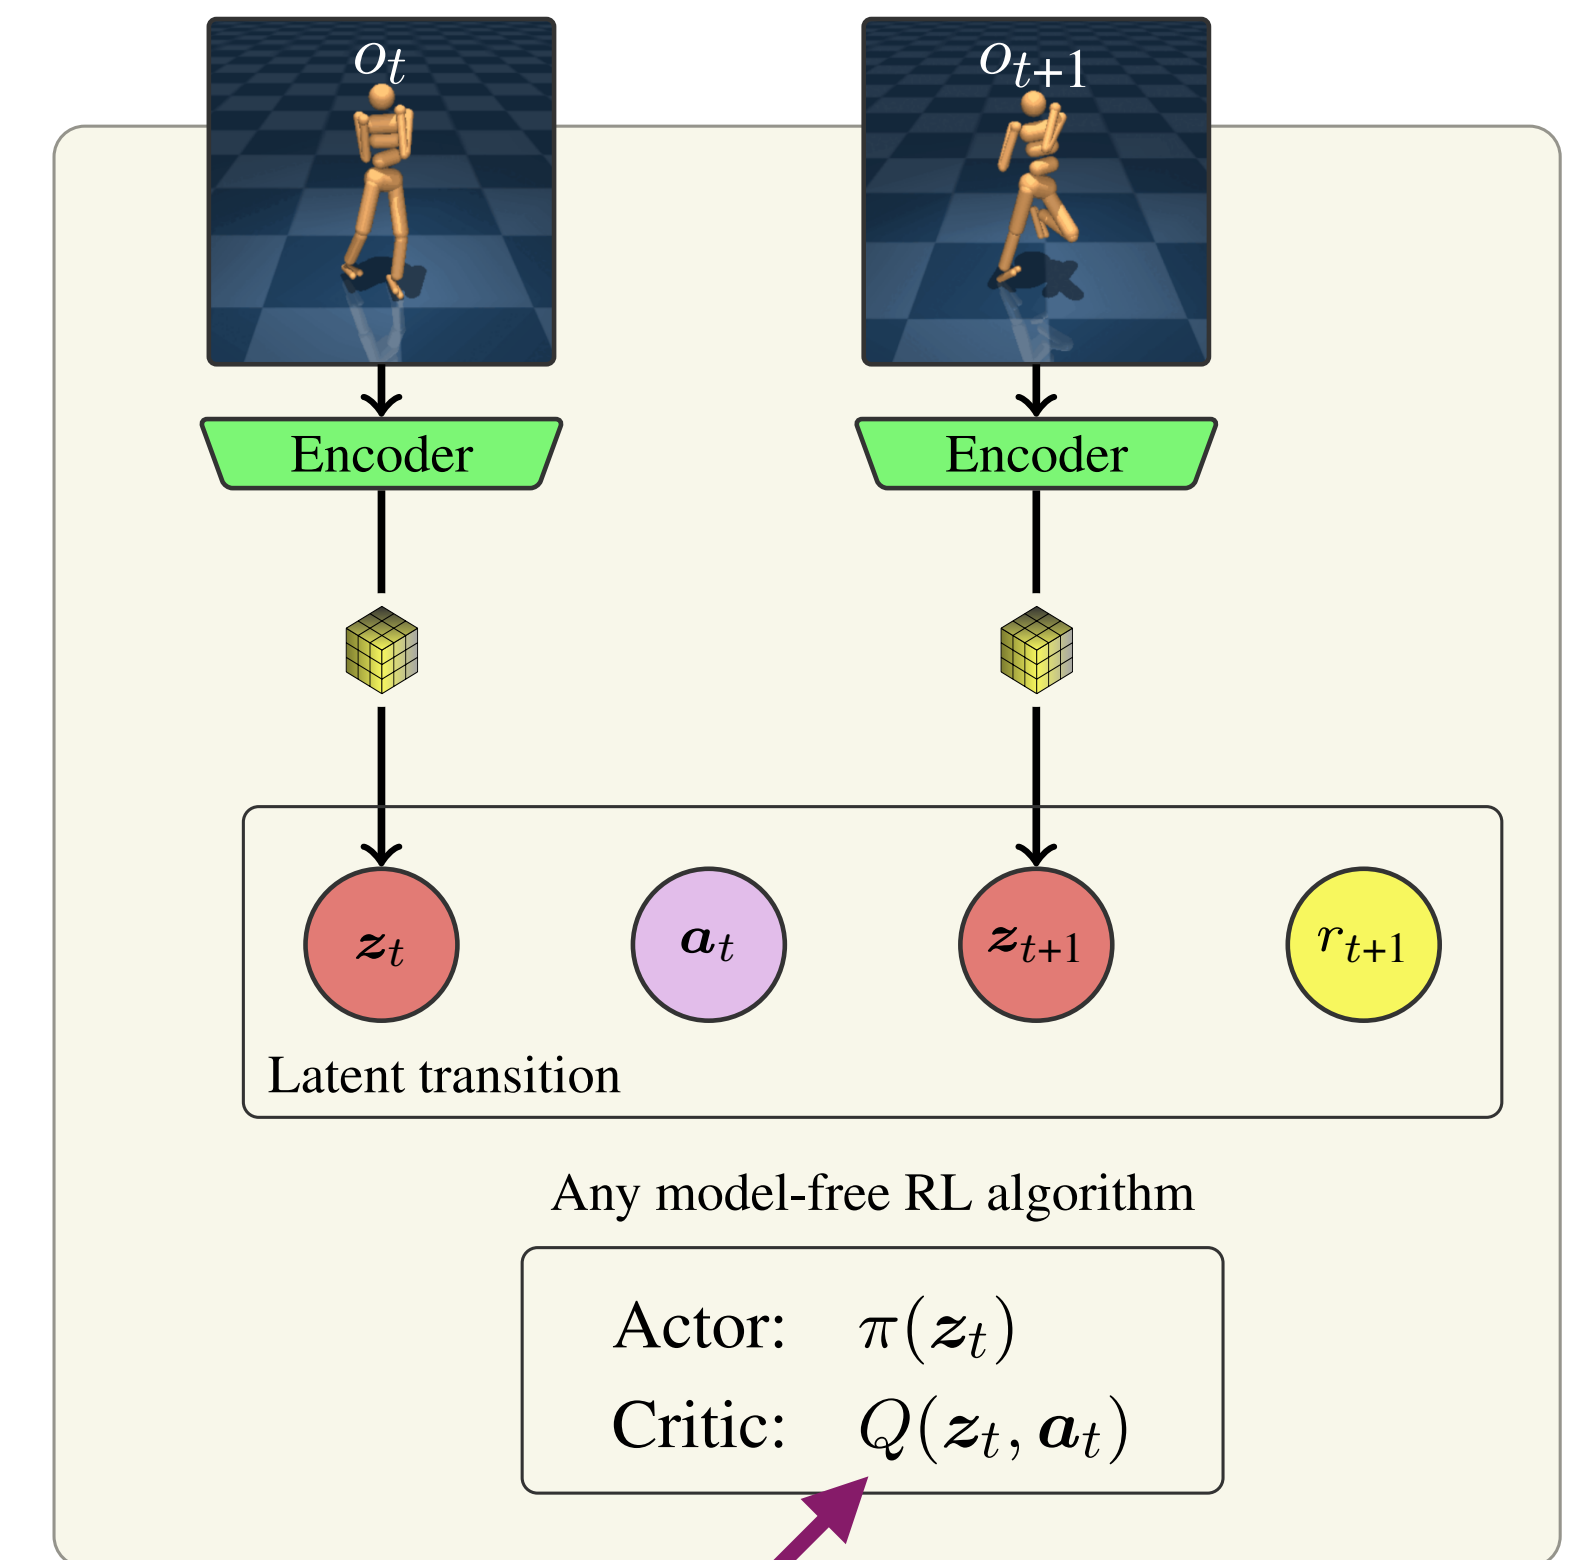 o_t o_{t+1}
Encoder Encoder
z_t a_t z_{t+1} r_{t+1}
Latent transition
Any model-free RL algorithm
Actor: π(z_t)
Critic: Q(z_t, a_t)